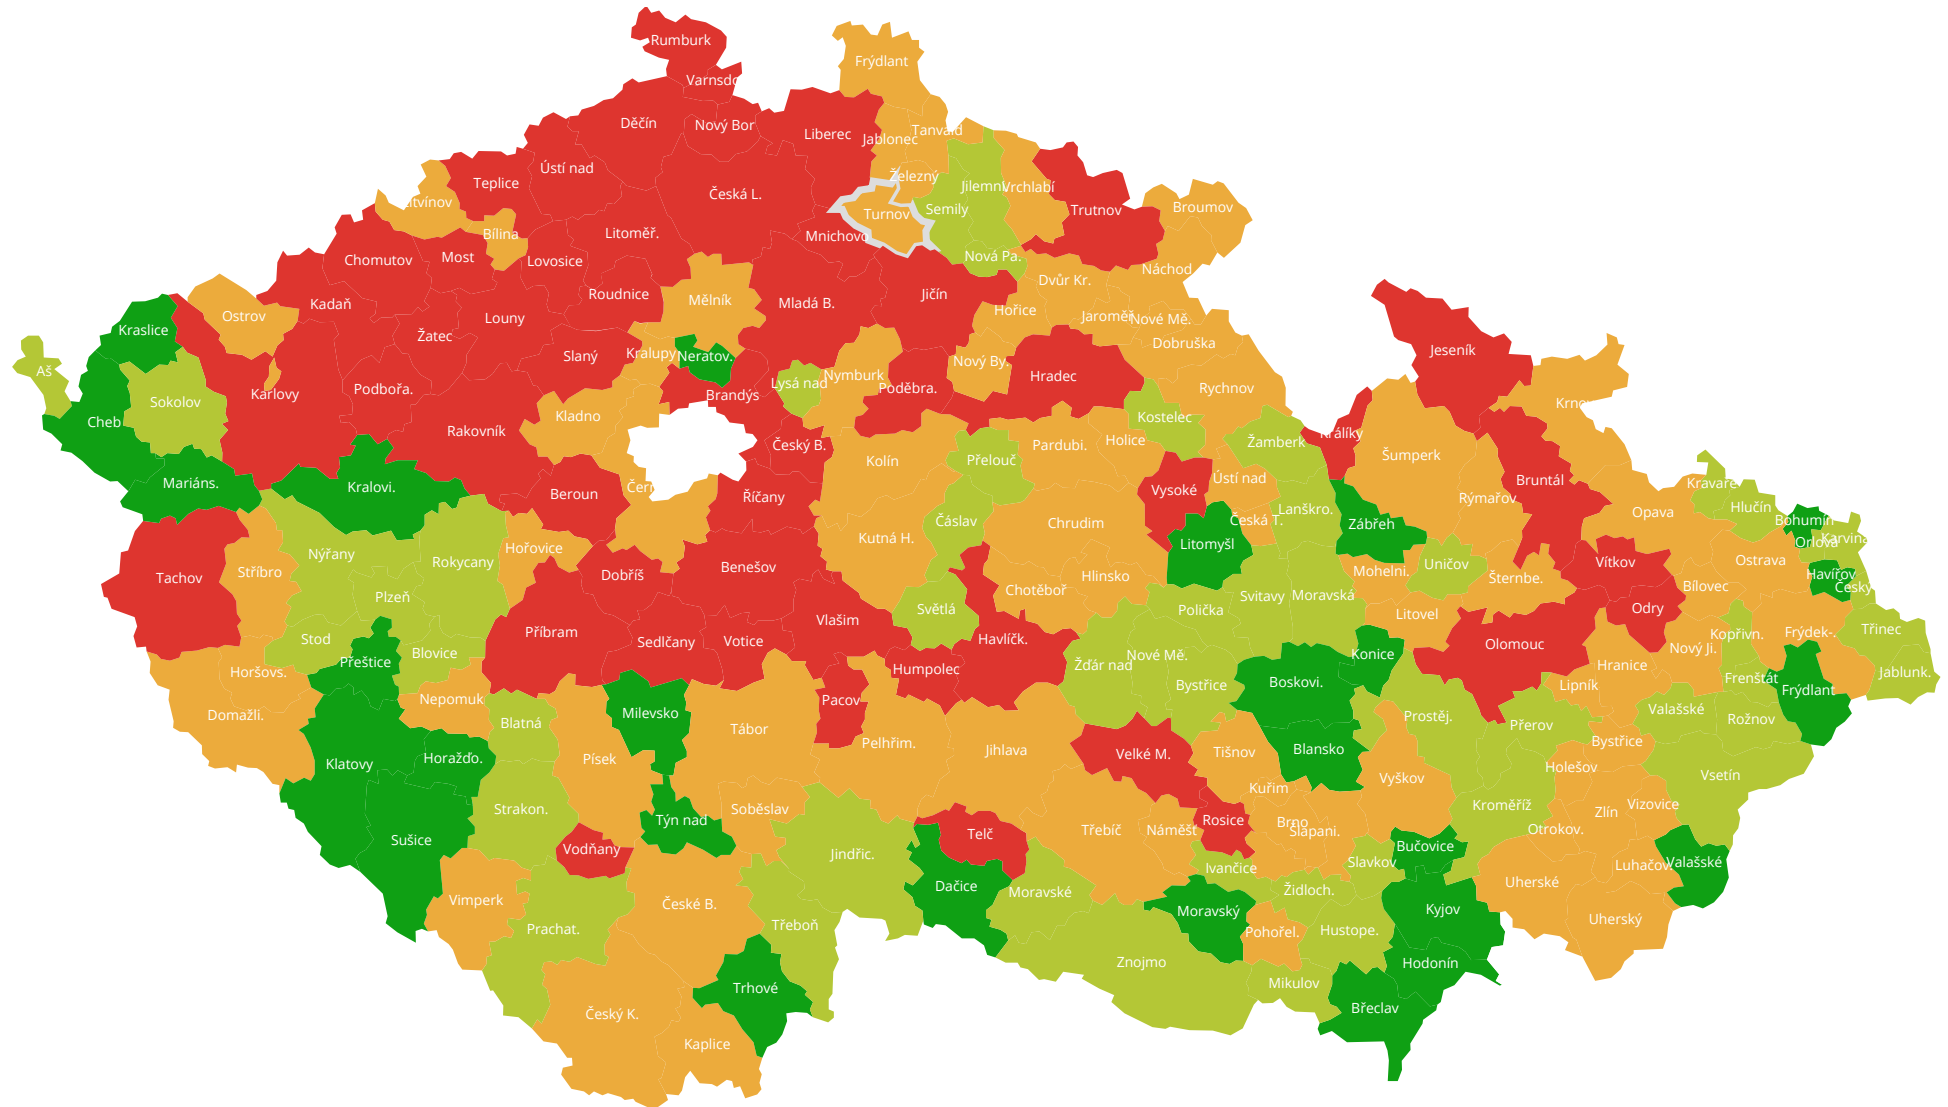 Rumburk
Frýdlant
Varnsdo
Děčín
Nový Bor
Liberec
Jablonec
Tanvald
Ústí nad
Teplice
Železný
Jilemni
Vrchlabí
Česká L.
itvínov
Semily
Trutnov
Broumov
Turnov
Bílina
Litoměř.
Mnichovo
Most
Chomutov
Lovosice
Nová Pa.
Náchod
Dvůr Kr.
Roudnice
Jičín
Mělník
Mladá B.
Kadaň
Hořice
Ostrov
Louny
Jaroměř
Nové Mě.
Kraslice
Žatec
Dobruška
Jeseník
Slaný
Kralupy
Neratov.
Nový By.
Aš
Nymburk
Hradec
Lysá nad
Podbořa.
Poděbra.
Rychnov
Karlovy
Brandýs
Sokolov
Krnov
Kladno
Kostelec
Cheb
Rakovník
Králíky
Holice
Žamberk
Český B.
Pardubi.
Šumperk
Kolín
Přelouč
Ústí nad
Bruntál
Mariáns.
Kralovi.
Kravaře
Vysoké
Beroun
Říčany
Rýmařov
Hlučín
Lanškro.
Opava
Česká T.
Bohumín
Čáslav
Chrudim
Zábřeh
Kutná H.
Karviná
Orlová
Litomyšl
Hořovice
Nýřany
Ostrava
Rokycany
Vítkov
Uničov
Benešov
Stříbro
Mohelni.
Havířov
Dobříš
Hlinsko
Tachov
Šternbe.
Český
Bílovec
Chotěboř
Moravská
Svitavy
Plzeň
Odry
Světlá
Polička
Litovel
Vlašim
Třinec
Příbram
Frýdek-.
Kopřivn.
Stod
Havlíčk.
Sedlčany
Votice
Olomouc
Nový Ji.
Blovice
Konice
Nové Mě.
Přeštice
Žďár nad
Hranice
Humpolec
Horšovs.
Jablunk.
Frenštát
Boskovi.
Bystřice
Lipník
Frýdlant
Nepomuk
Pacov
Valašské
Milevsko
Domažli.
Prostěj.
Rožnov
Blatná
Přerov
Tábor
Bystřice
Pelhřim.
Jihlava
Blansko
Tišnov
Velké M.
Horažďo.
Písek
Klatovy
Holešov
Vsetín
Vyškov
Kuřim
Vizovice
Kroměříž
Strakon.
Soběslav
Zlín
Týn nad
Rosice
Brno
Otrokov.
Třebíč
Náměšť
Šlapani.
Telč
Sušice
Bučovice
Vodňany
Jindřic.
Slavkov
Valašské
Luhačov.
Ivančice
Uherské
Dačice
Židloch.
Moravské
Vimperk
České B.
Kyjov
Moravský
Uherský
Třeboň
Prachat.
Hustope.
Pohořel.
Znojmo
Hodonín
Mikulov
Trhové
Břeclav
Český K.
Kaplice